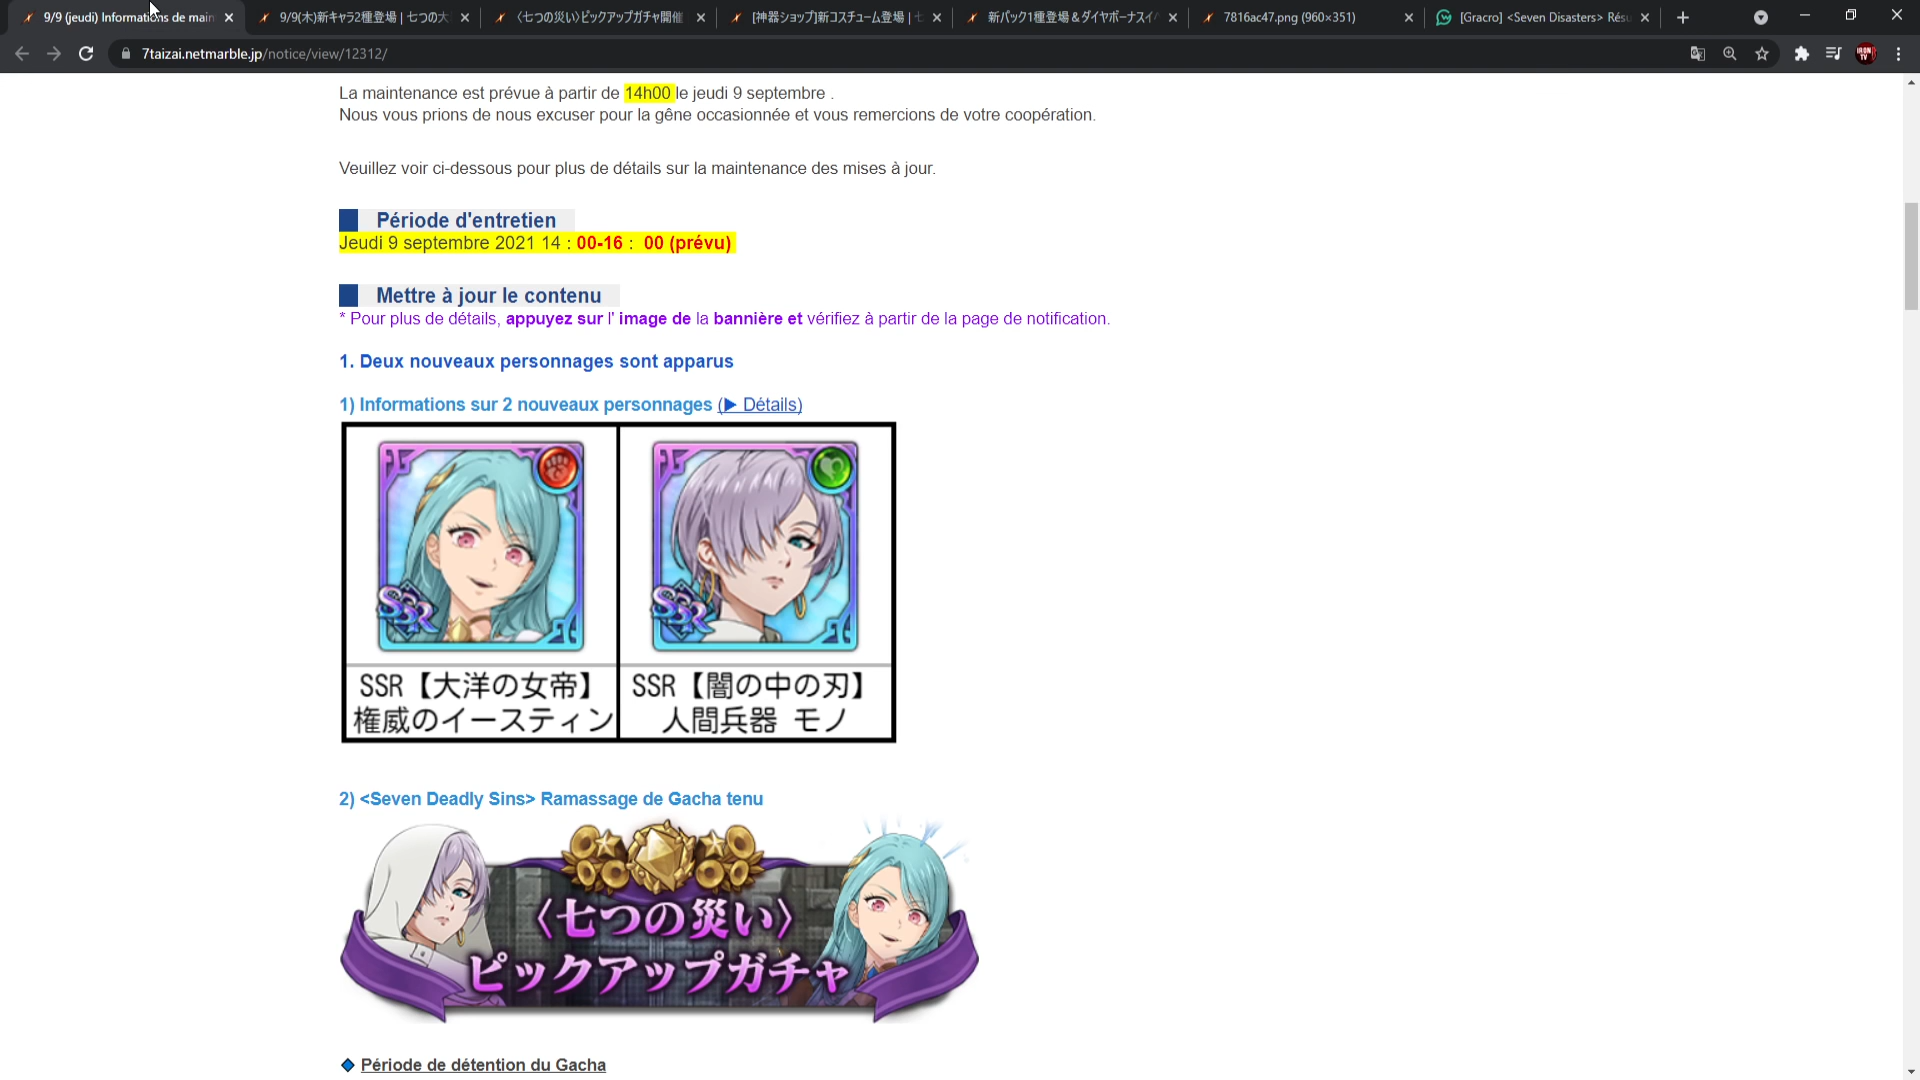 9/9 (jeudi) Informations de main
9/9(木)新キャラ2種登場 | 七つの大
〈七つの災い〉ピックアップガチャ開催
[神器ショップ]新コスチューム登場 | 七
新パック1種登場＆ダイヤボーナスイベ
7816ac47.png (960×351)
[Gracro] <Seven Disasters> Résu
7taizai.netmarble.jp/notice/view/12312/
La maintenance est prévue à partir de 14h00 le jeudi 9 septembre .
Nous vous prions de nous excuser pour la gêne occasionnée et vous remercions de votre coopération.
Veuillez voir ci-dessous pour plus de détails sur la maintenance des mises à jour.
Période d'entretien
Jeudi 9 septembre 2021 14 : 00-16 : 00 (prévu)
Mettre à jour le contenu
* Pour plus de détails, appuyez sur l' image de la bannière et vérifiez à partir de la page de notification.
1. Deux nouveaux personnages sont apparus
1) Informations sur 2 nouveaux personnages (▶ Détails)
SSR
SSR
SSR【大洋の女帝】
権威のイースティン
SSR【闇の中の刃】
人間兵器 モノ
2) <Seven Deadly Sins> Ramassage de Gacha tenu
〈七つの災い〉
ピックアップガチャ
Période de détention du Gacha